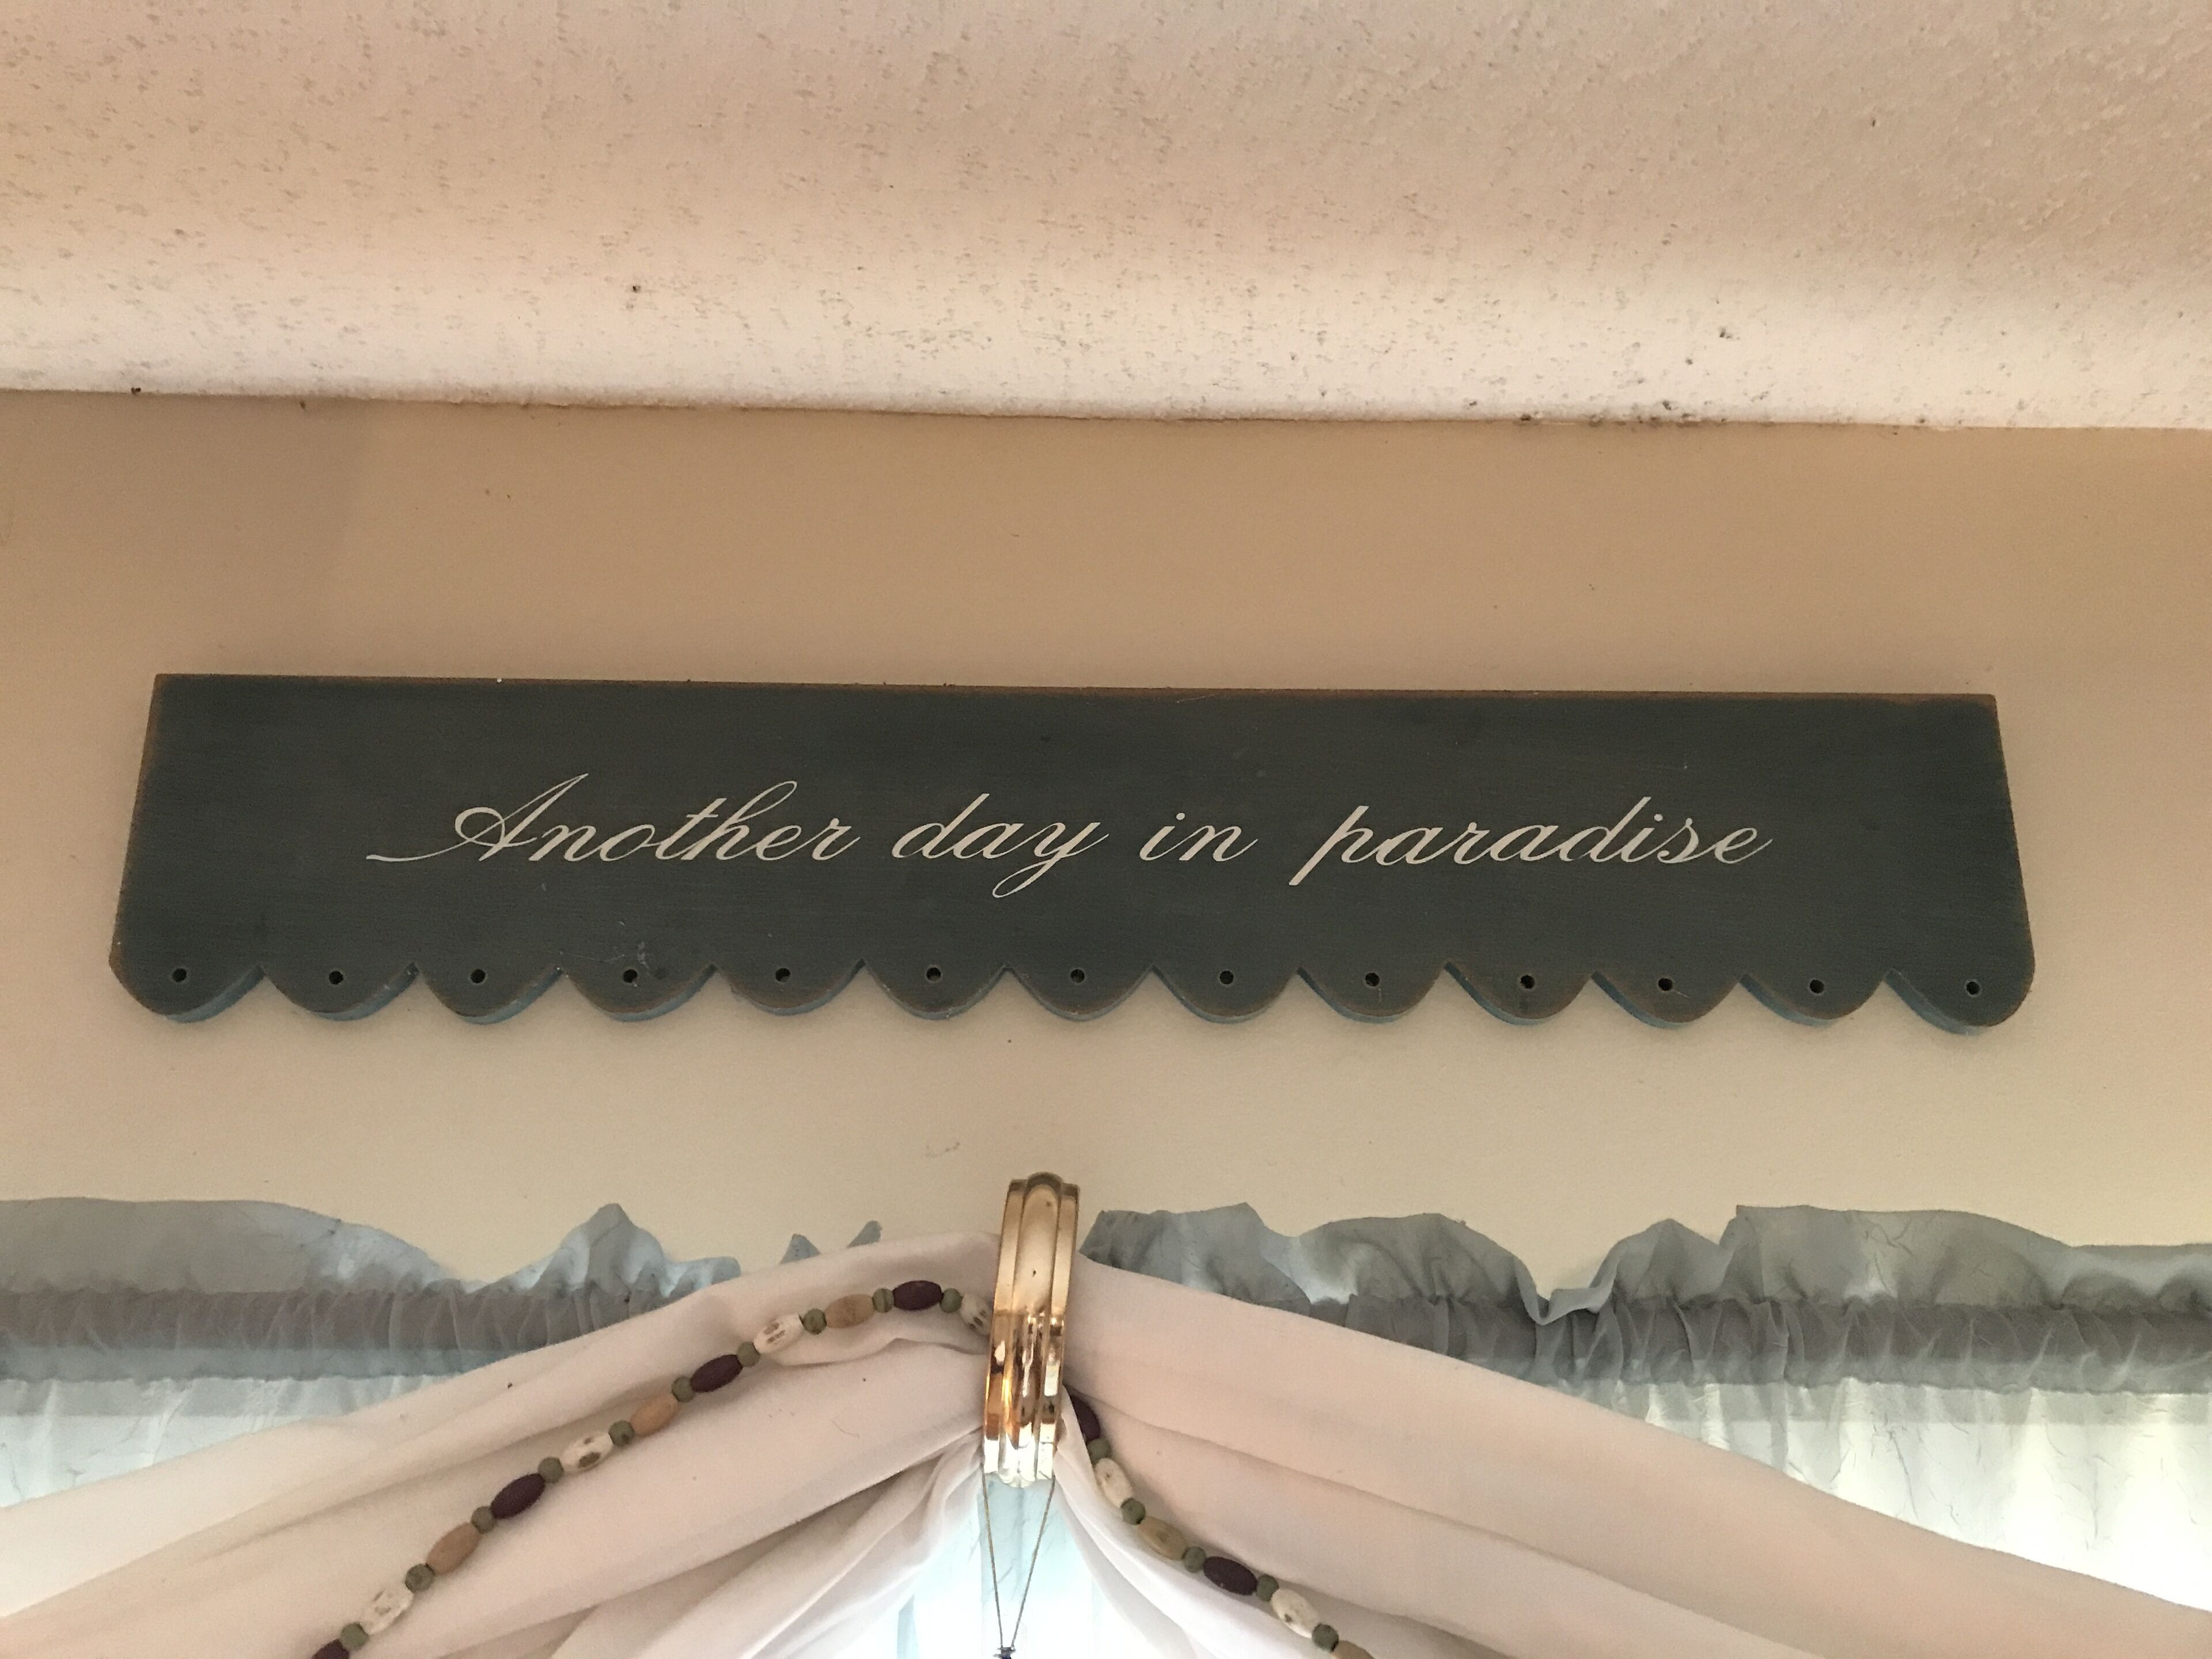 Another day in paradise